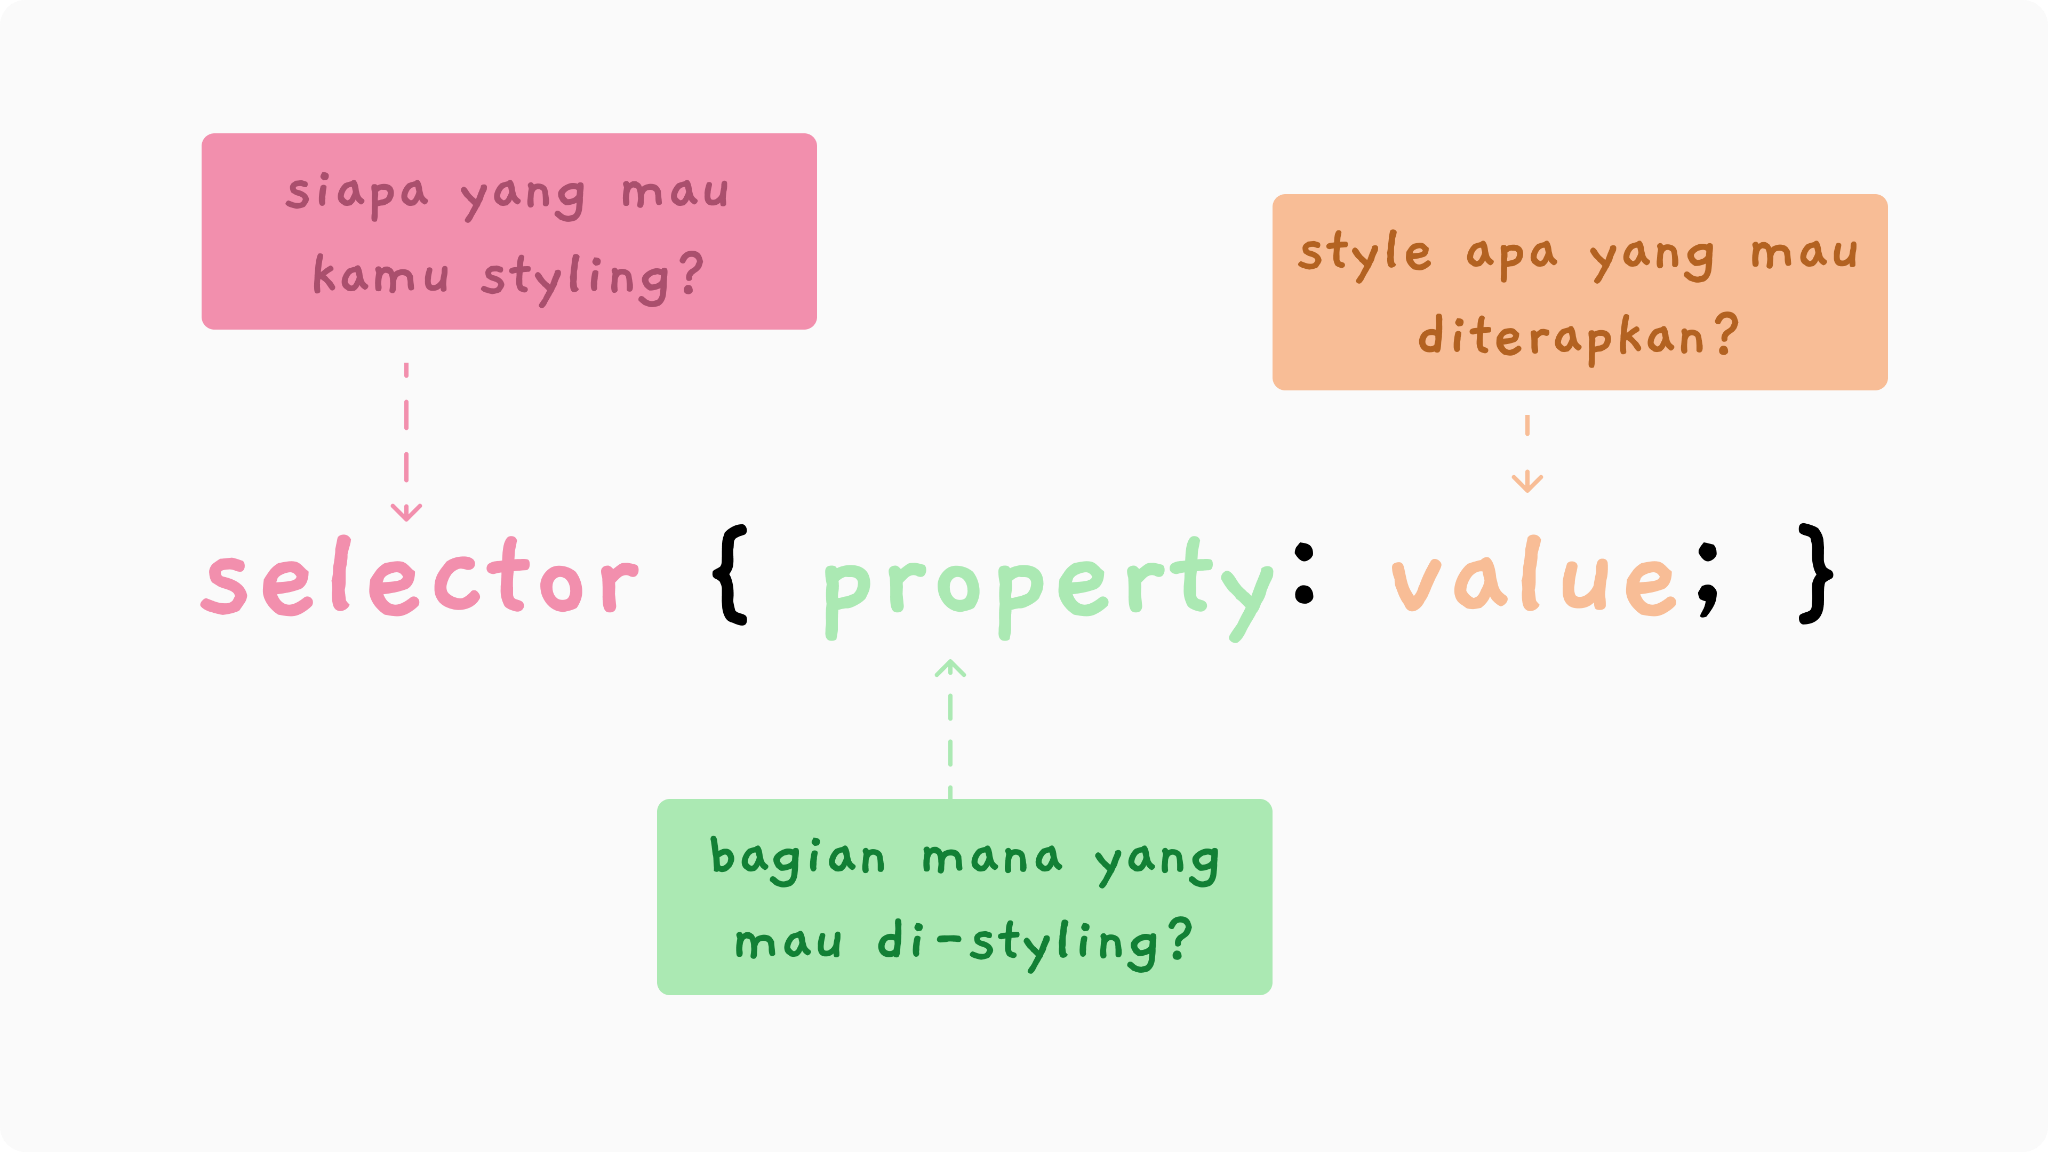 siapa yang mau
kamu styling?
style apa yang mau
diterapkan?
selector { property: value; }
bagian mana yang
mau di-styling?